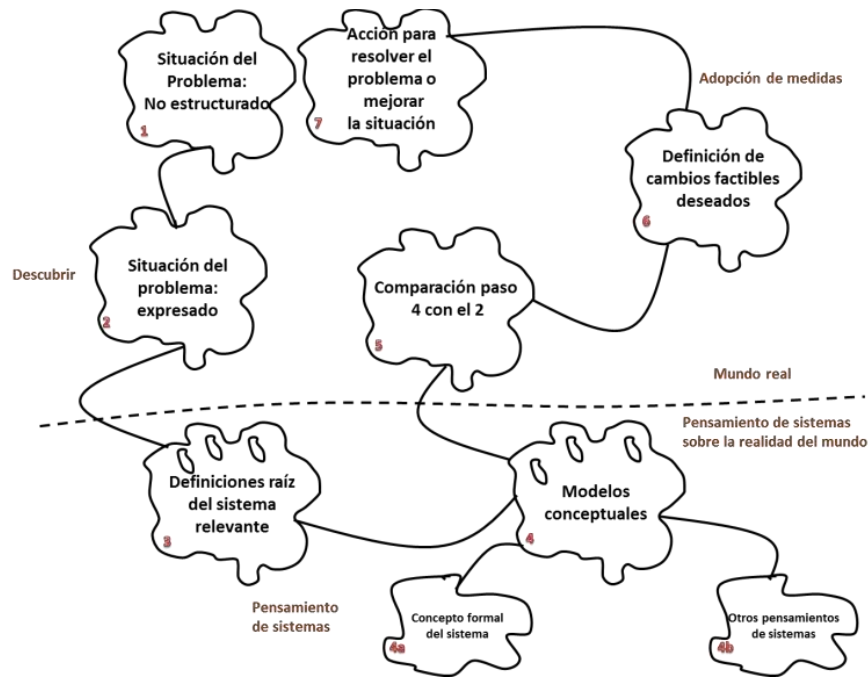 Situación del
Problema:
No estructurado
1
Acción para
resolver el
problema o
mejorar
la situación
7
Adopción de medidas
Definición de
cambios factibles
deseados
6
Descubrir
Situación del
problema:
expresado
2
Comparación paso
4 con el 2
5
Mundo real
Pensamiento de sistemas
sobre la realidad del mundo
Definiciones raíz
del sistema
relevante
3
Modelos
conceptuales
4
Pensamiento
de sistemas
Concepto formal
del sistema
4a
Otros pensamientos
de sistemas
4b